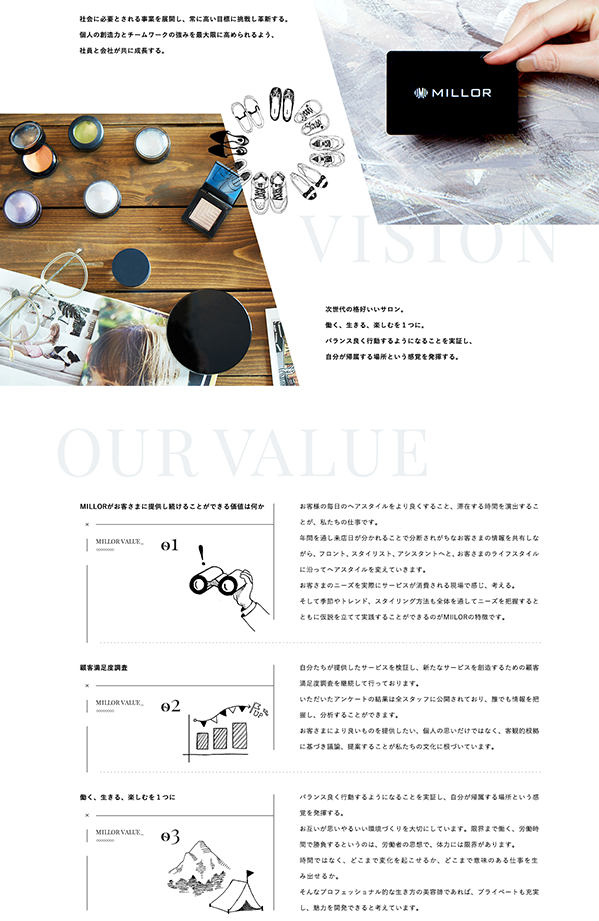 社会に必要とされる事業を展開し、常に高い目標に挑戦し革新する。
個人の創造力とチームワークの強みを最大限に高められるよう、
社員と会社が共に成長する。
MILLOR
VISION
次世代の格好いいサロン。
働く、生きる、楽しむを１つに。
バランス良く行動するようになることを実証し、
自分が帰属する場所という感覚を発揮する。
OUR VALUE
MILLORがお客さまに提供し続けることができる価値は何か
MILLOR VALUE_
01
お客様の毎日のヘアスタイルをより良くすること、滞在する時間を演出するこ
とが、私たちの仕事です。
年間を通し来店日が分かれることで分断されがちなお客さまの情報を共有しな
がら、フロント、スタイリスト、アシスタントへと、お客さまのライフスタイル
に沿ってヘアスタイルを変えていきます。
お客さまのニーズを実際にサービスが消費される現場で感じ、考える。
そして季節やトレンド、スタイリング方法も全体を通してニーズを把握すると
ともに仮説を立てて実践することができるのがMIILORの特徴です。
顧客満足度調査
MILLOR VALUE_
02
UP
自分たちが提供したサービスを検証し、新たなサービスを創造するための顧客
満足度調査を継続して行っております。
いただいたアンケートの結果は全スタッフに公開されており、誰でも情報を把
握し、分析することができます。
お客さまにより良いものを提供したい、個人の思いだけではなく、客観的根拠
に基づき議論、提案することが私たちの文化に根づいています。
働く、生きる、楽しむを１つに
MILLOR VALUE_
03
バランス良く行動するようになることを実証し、自分が帰属する場所という感
覚を発揮する。
お互いが思いやるいい環境づくりを大切にしています。限界まで働く、労働時
間で勝負するというのは、労働者の思想で、体力には限界があります。
時間ではなく、どこまで変化を起こせるか、どこまで意味のある仕事を生
み出せるか。
そんなプロフェッショナル的な生き方の美容師であれば、プライベートも充実
し、魅力を開発できると考えています。